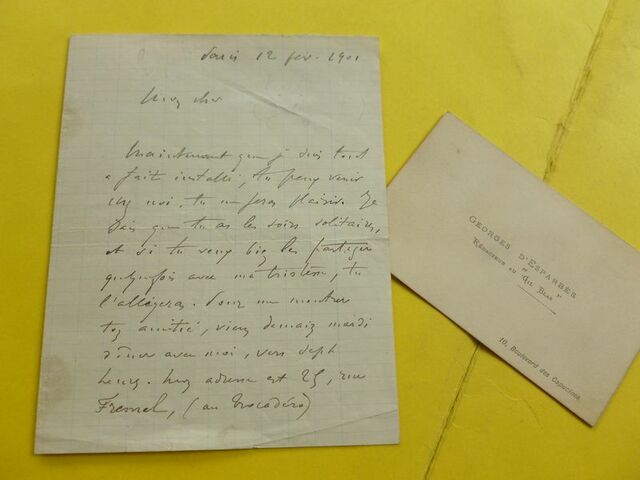 Paris 12 fév. 1901
Mon cher
Maintenant que je suis tout
a fait installé, tu peux venir
chez moi. tu me feras plaisir. Je
sais que tu as les soirs solitaires,
et si tu veux bien les partager
quelquefois avec ma tristesse, tu
l'allègeras. Pour me montrer
ton amitié, viens demain mardi
dîner avec moi, vers sept
heures. Mon adresse est 25, rue
Fresnel, (au Trocadéro)
GEORGES D'ESPARBÈS
RÉDACTEUR AU "GIL BLAS"
10, Boulevard des Capucines